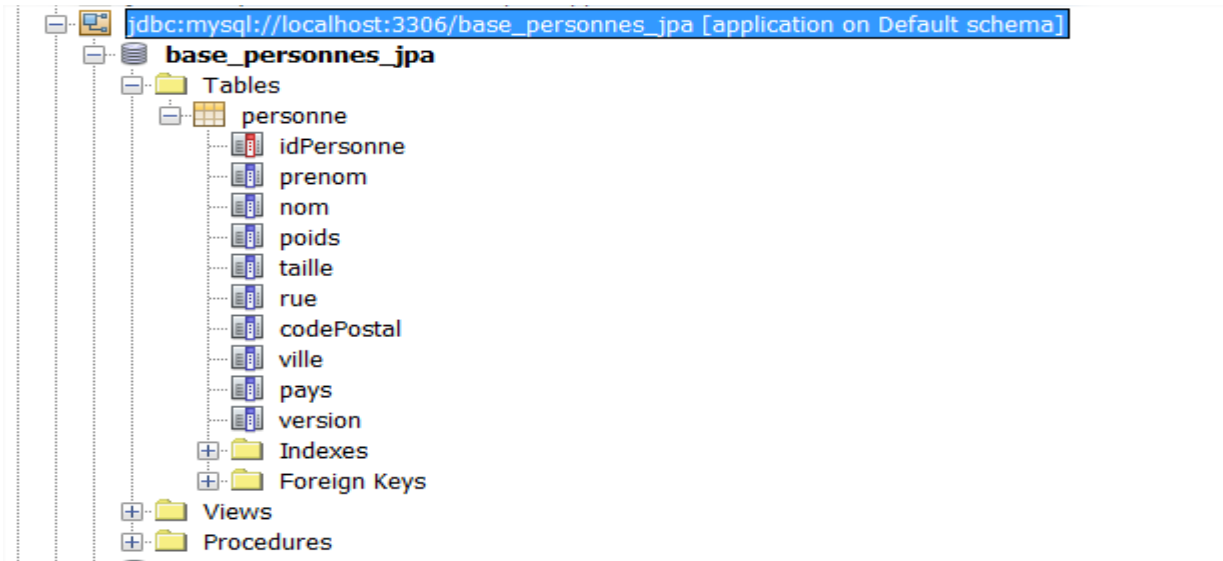 jdbc:mysql://localhost:3306/base_personnes_jpa [application on Default schema]
base_personnes_jpa
Tables
personne
idPersonne
prenom
nom
poids
taille
rue
codePostal
ville
pays
version
Indexes
Foreign Keys
Views
Procedures